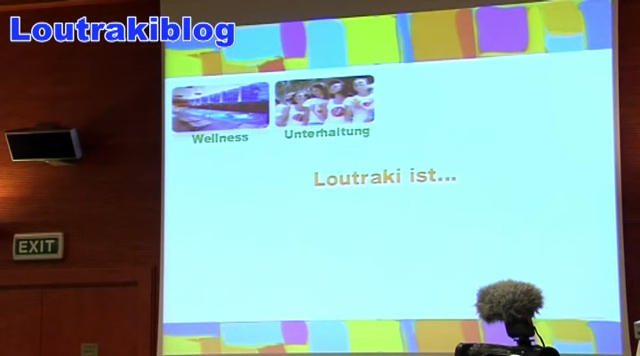 Loutrakiblog
Wellness
Unterhaltung
Loutraki ist...
EXIT